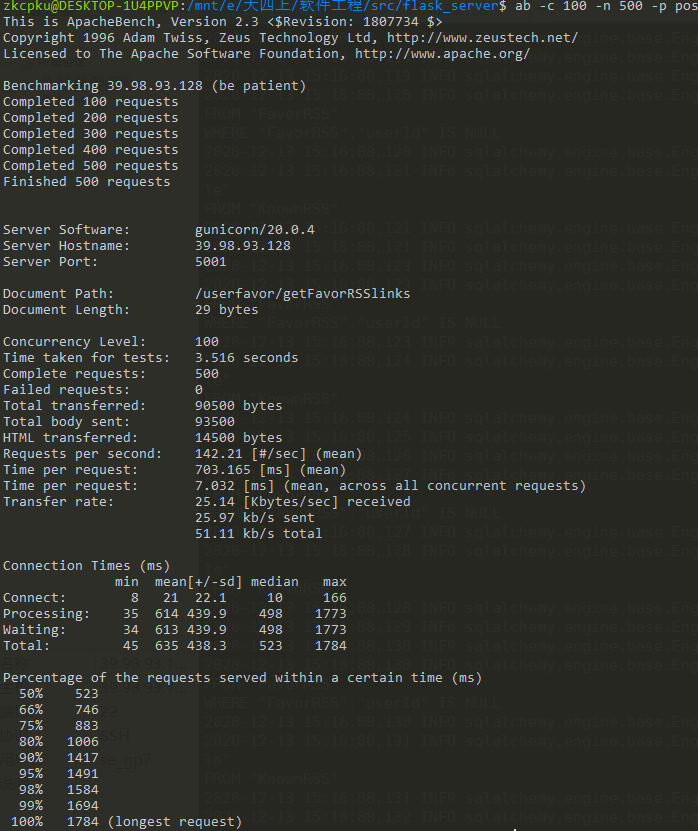 zkcpku@DESKTOP-1U4PPVP:/mnt/e/大四上/软件工程/src/flask_server$ ab -c 100 -n 500 -p pos
This is ApacheBench, Version 2.3 <$Revision: 1807734 $>
Copyright 1996 Adam Twiss, Zeus Technology Ltd, http://www.zeustech.net/
Licensed to The Apache Software Foundation, http://www.apache.org/

Benchmarking 39.98.93.128 (be patient)
Completed 100 requests
Completed 200 requests
Completed 300 requests
Completed 400 requests
Completed 500 requests
Finished 500 requests

Server Software:        gunicorn/20.0.4
Server Hostname:        39.98.93.128
Server Port:            5001

Document Path:          /userfavor/getFavorRSSlinks
Document Length:        29 bytes

Concurrency Level:      100
Time taken for tests:   3.516 seconds
Complete requests:      500
Failed requests:        0
Total transferred:      90500 bytes
Total body sent:        93500
HTML transferred:       14500 bytes
Requests per second:    142.21 [#/sec] (mean)
Time per request:       703.165 [ms] (mean)
Time per request:       7.032 [ms] (mean, across all concurrent requests)
Transfer rate:          25.14 [Kbytes/sec] received
                        25.97 kb/s sent
                        51.11 kb/s total

Connection Times (ms)
              min  mean[+/-sd] median   max
Connect:        8   21  22.1     10     166
Processing:    35  614 439.9    498    1773
Waiting:       34  613 439.9    498    1773
Total:         45  635 438.3    523    1784

Percentage of the requests served within a certain time (ms)
  50%    523
  66%    746
  75%    883
  80%   1006
  90%   1417
  95%   1491
  98%   1584
  99%   1694
 100%   1784 (longest request)